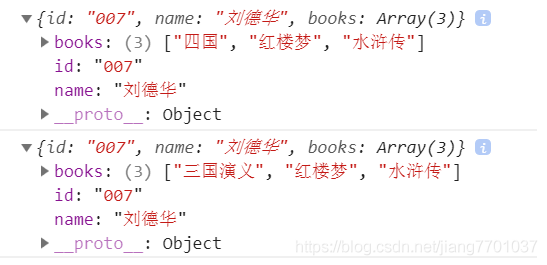 ▼{id: "007", name: "刘德华", books: Array(3)} i
▶books: (3) ["四国", "红楼梦", "水浒传"]
id: "007"
name: "刘德华"
▶__proto__: Object
▼{id: "007", name: "刘德华", books: Array(3)} i
▶books: (3) ["三国演义", "红楼梦", "水浒传"]
id: "007"
name: "刘德华"
▶__proto__: Object
https://blog.csdn.net/jiang7701037